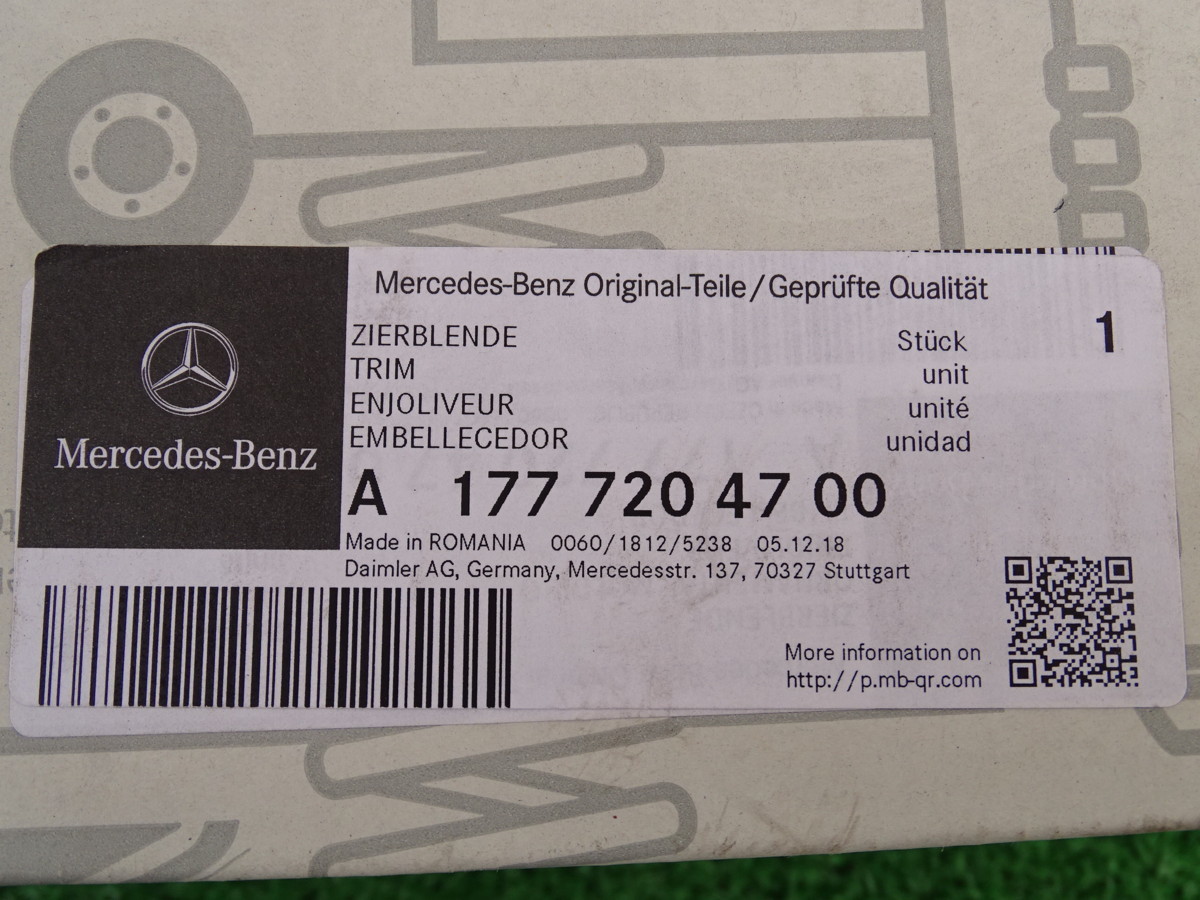 Mercedes-Benz Original-Teile/Geprüfte Qualität
ZIERBLENDE Stück 1
TRIM unit
ENJOLIVEUR unité
EMBELLECEDOR unidad
Mercedes-Benz
A 177 720 47 00
Made in ROMANIA 0060/1812/5238 05.12.18
Daimler AG, Germany, Mercedesstr. 137, 70327 Stuttgart
More information on
http://p.mb-qr.com